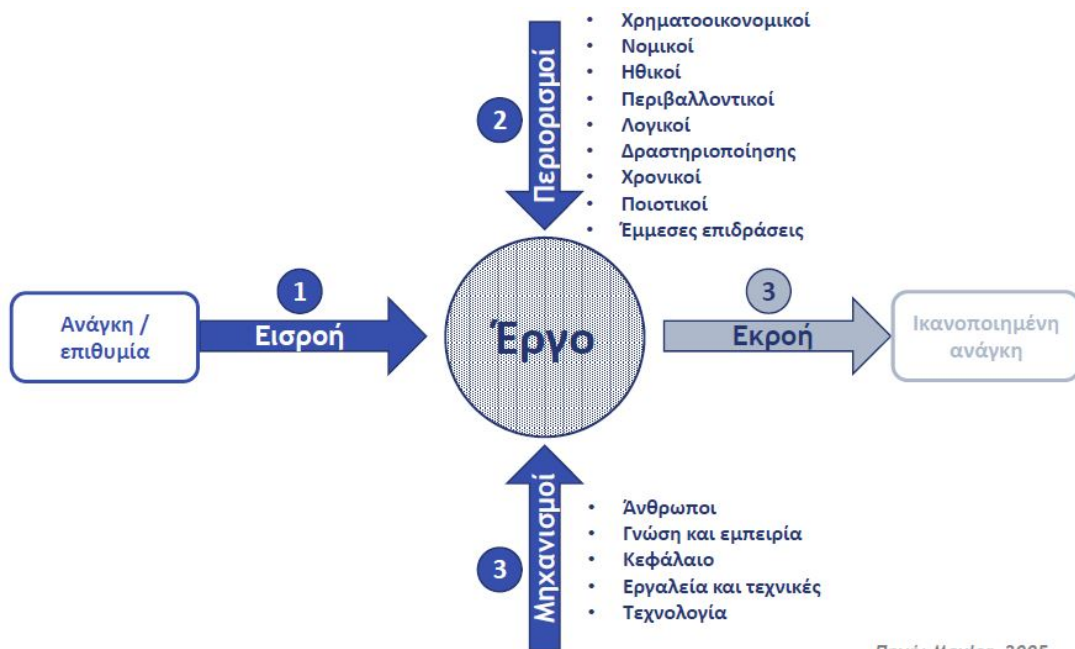 Χρηματοοικονομικοί
Νομικοί
Ηθικοί
Περιβαλλοντικοί
Λογικοί
Δραστηριοποίησης
Χρονικοί
Ποιοτικοί
Έμμεσες επιδράσεις
2
Περιορισμοί
Ανάγκη /
επιθυμία
1
Εισροή
Έργο
3
Εκροή
Ικανοποιημένη
ανάγκη
3
Μηχανισμοί
Άνθρωποι
Γνώση και εμπειρία
Κεφάλαιο
Εργαλεία και τεχνικές
Τεχνολογία